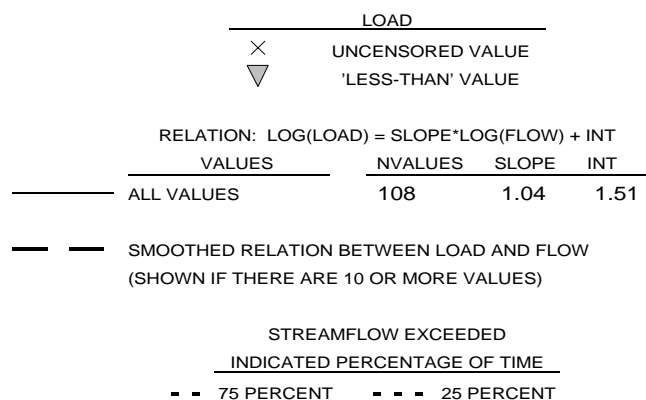 LOAD
UNCENSORED VALUE
'LESS-THAN' VALUE
RELATION: LOG(LOAD) = SLOPE*LOG(FLOW) + INT
VALUES NVALUES SLOPE INT
ALL VALUES 108 1.04 1.51
SMOOTHED RELATION BETWEEN LOAD AND FLOW
(SHOWN IF THERE ARE 10 OR MORE VALUES)
STREAMFLOW EXCEEDED
INDICATED PERCENTAGE OF TIME
75 PERCENT 25 PERCENT